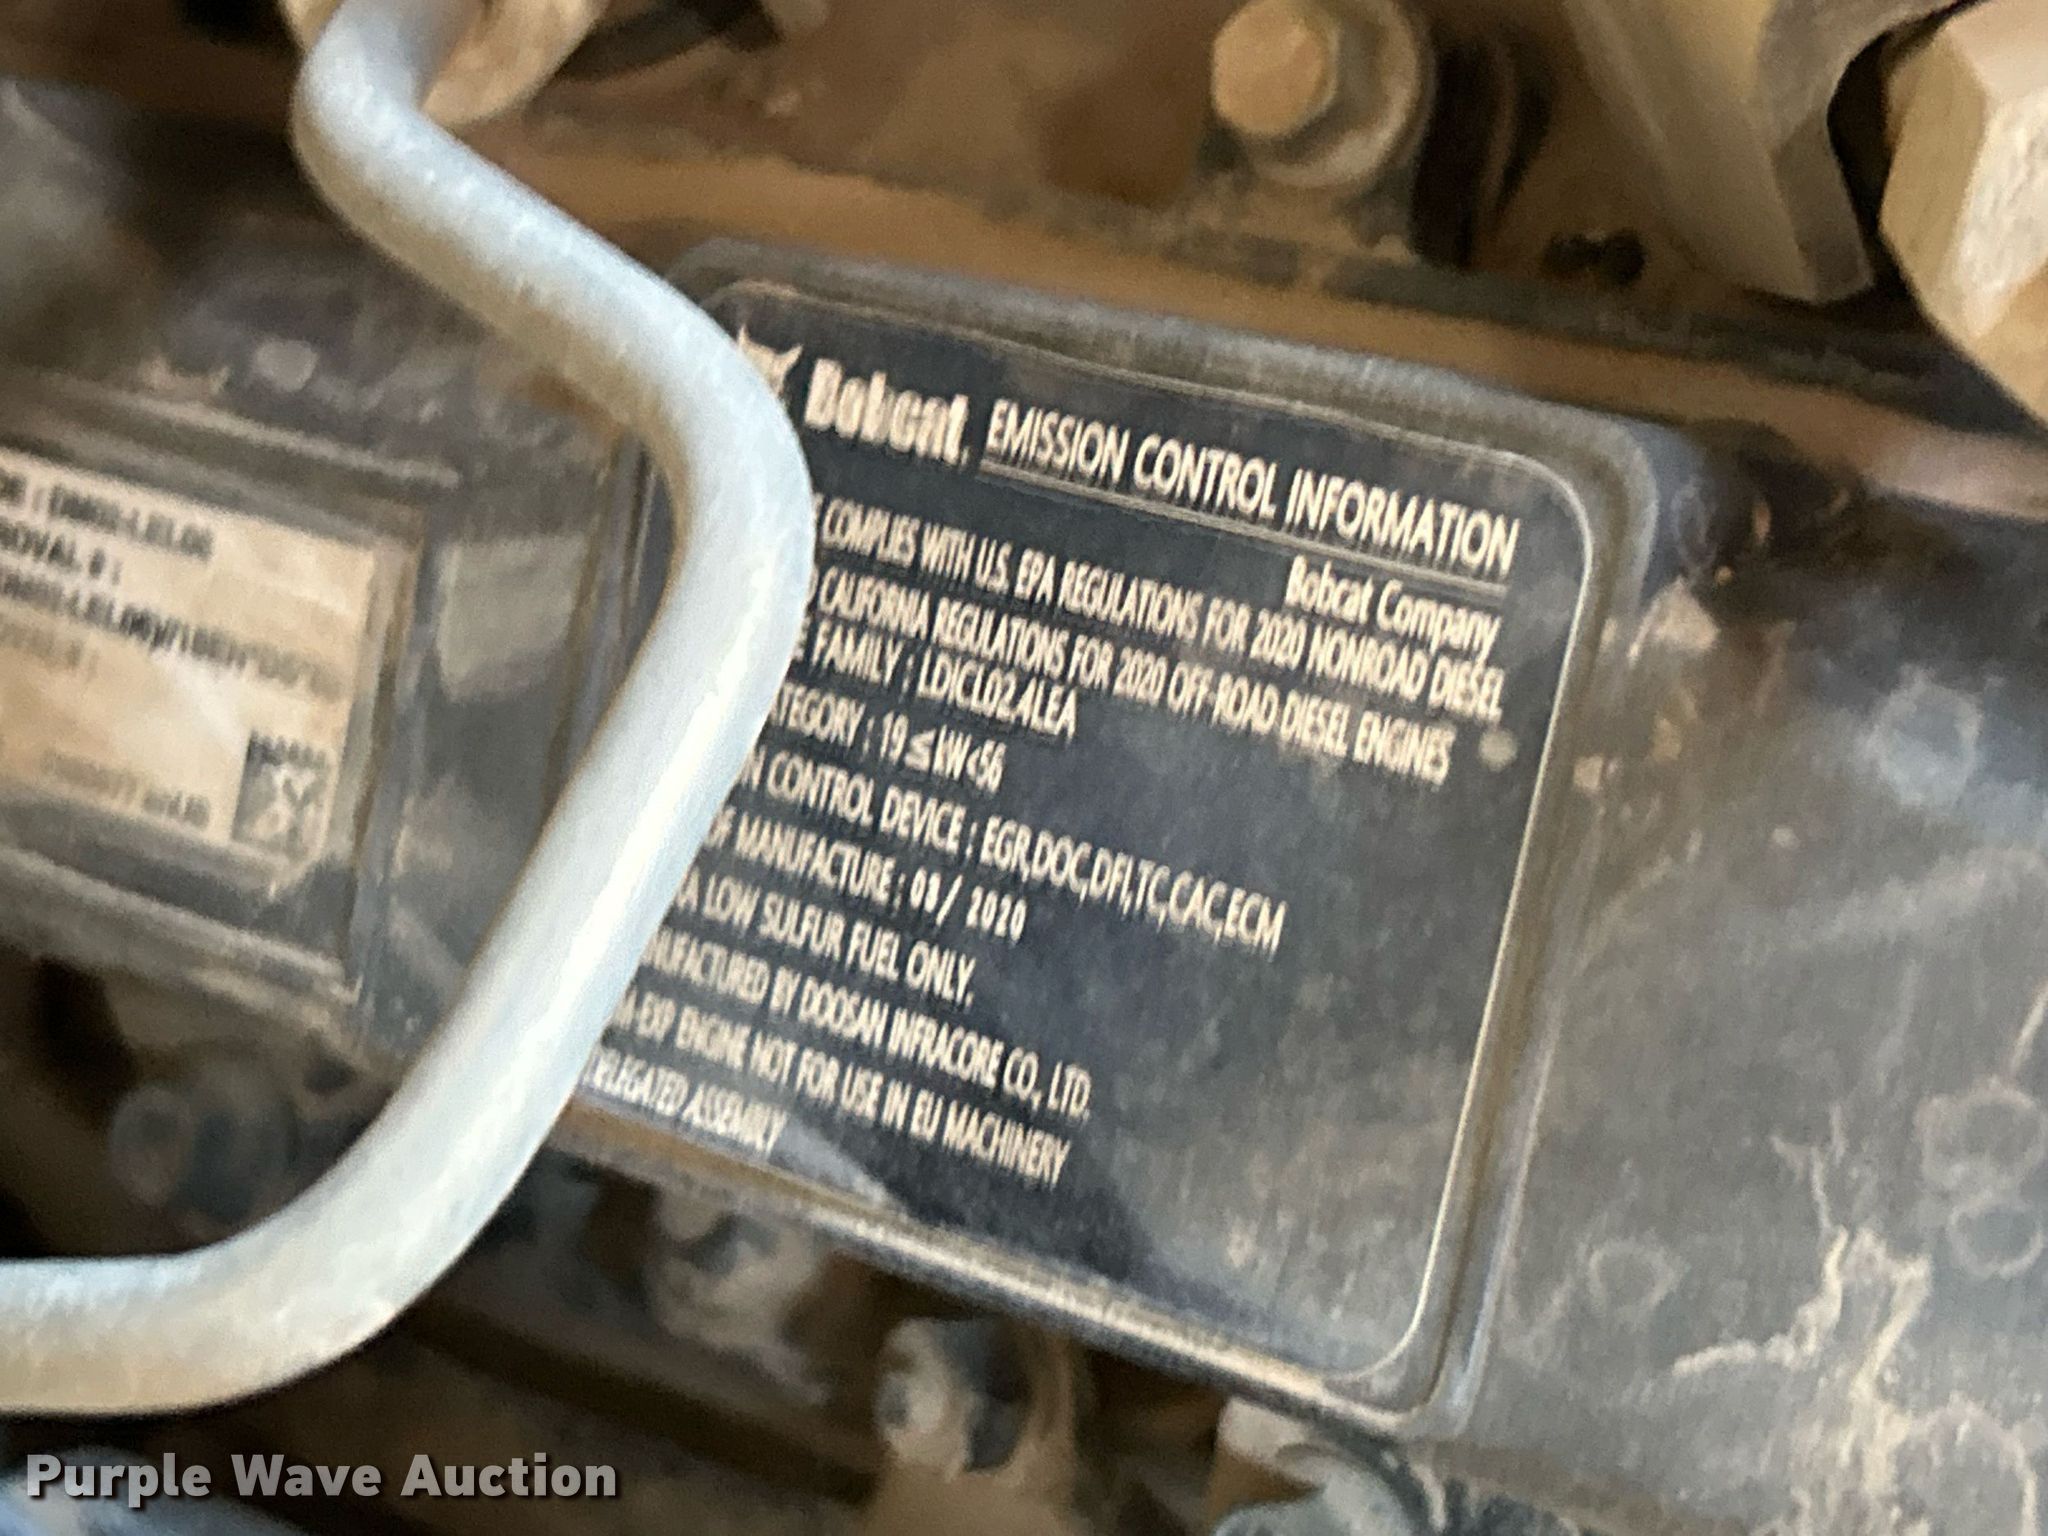 Bobcat. EMISSION CONTROL INFORMATION
Bobcat Company
COMPLIES WITH U.S. EPA REGULATIONS FOR 2020 NONROAD DIESEL
CALIFORNIA REGULATIONS FOR 2020 OFF-ROAD DIESEL ENGINES
FAMILY : LDICL02.4LEA
ATEGORY : 19≤kW<56
N CONTROL DEVICE : EGR,DOC,DFI,TC,CAC,ECM
OF MANUFACTURE : 03/ 2020
A LOW SULFUR FUEL ONLY.
NUFACTURED BY DOOSAN INFRACORE CO., LTD.
-EXP ENGINE NOT FOR USE IN EU MACHINERY
DELEGATED ASSEMBLY
Purple Wave Auction